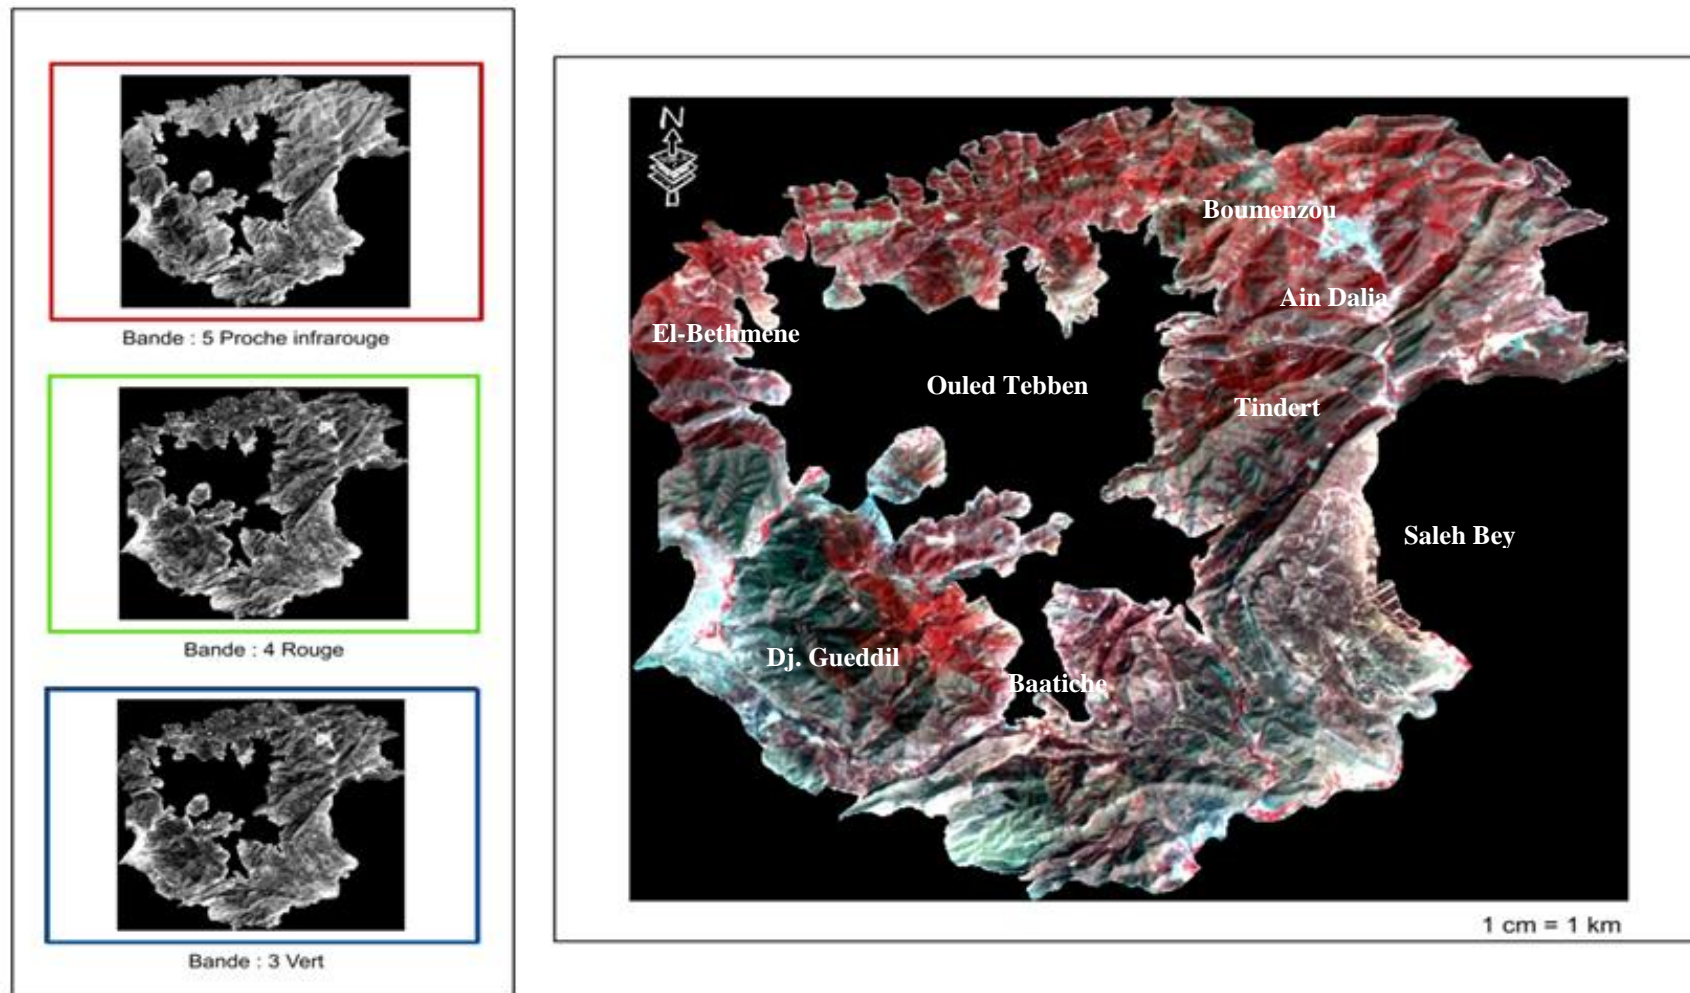 Bande : 5 Proche infrarouge
Bande : 4 Rouge
Bande : 3 Vert
N
Boumenzou
Ain Dalia
El-Bethmene
Ouled Tebben
Tindert
Saleh Bey
Dj. Gueddil
Baatiche
1 cm = 1 km